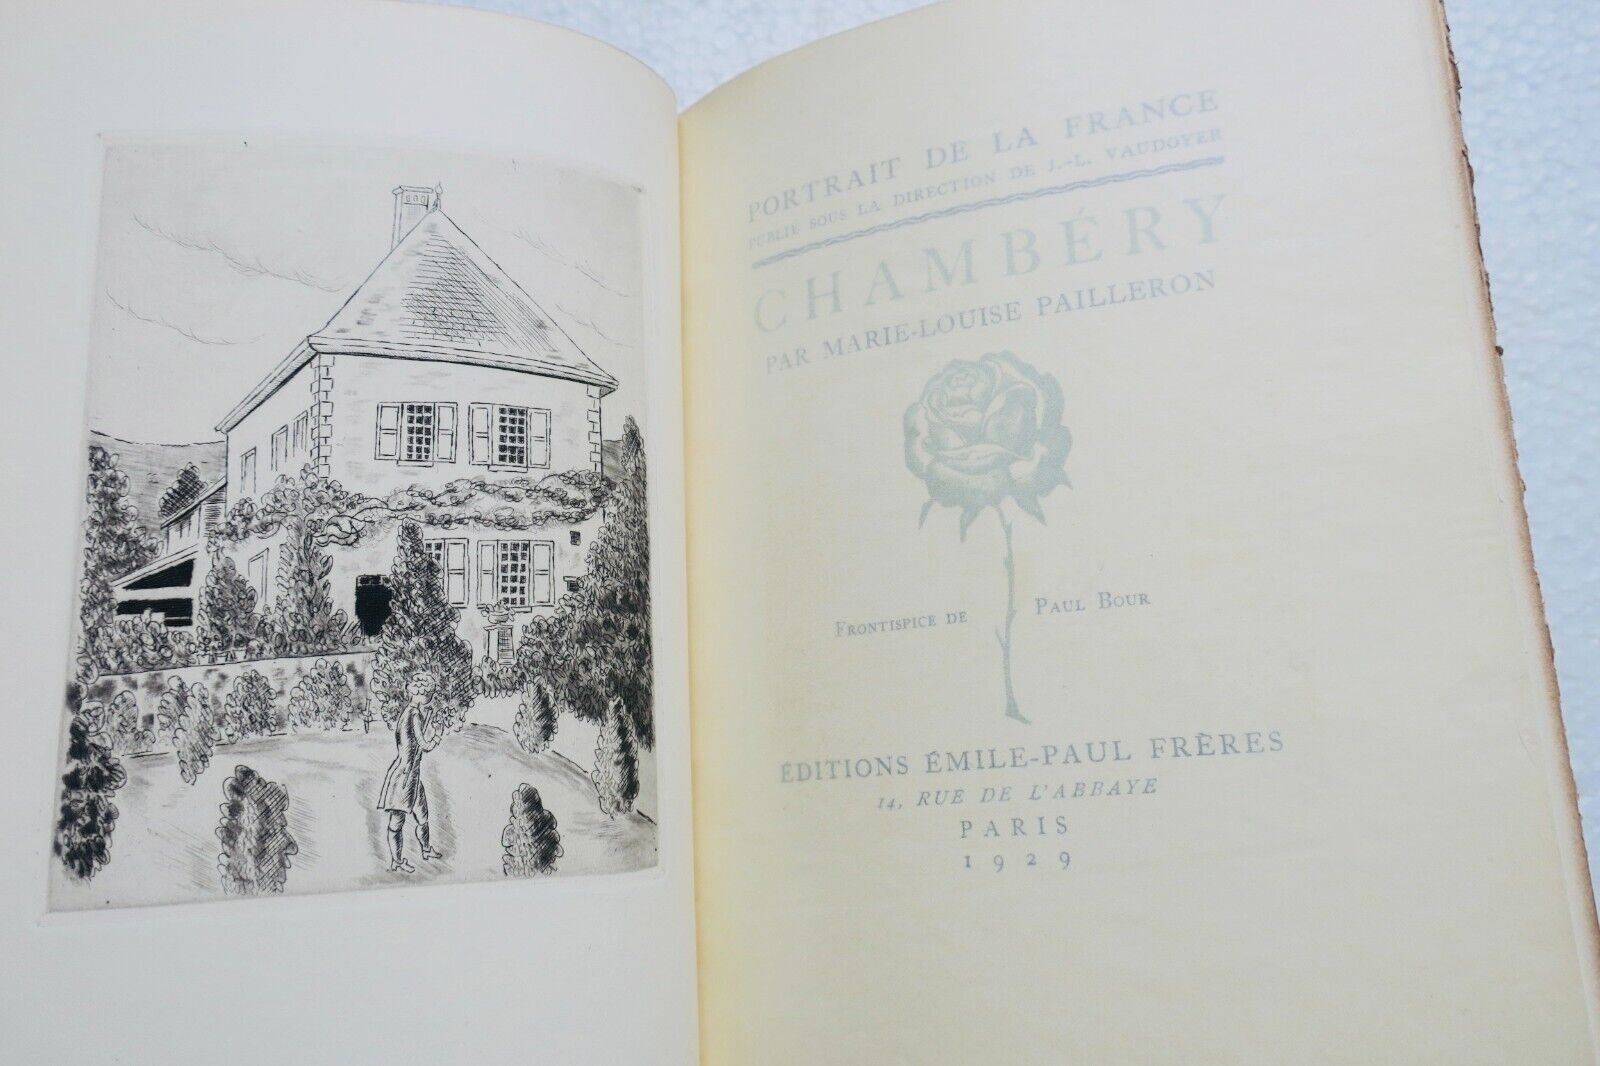 PORTRAIT DE LA FRANCE
PUBLIÉ SOUS LA DIRECTION DE J.-L. VAUDOYER
CHAMBÉRY
PAR MARIE-LOUISE PAILLERON
FRONTISPICE DE PAUL BOUR
ÉDITIONS ÉMILE-PAUL FRÈRES
14, RUE DE L'ABBAYE
PARIS
1929